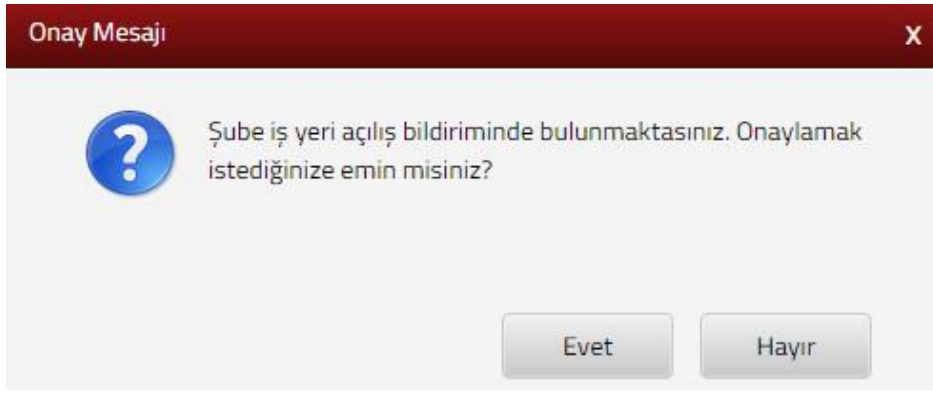 Onay Mesajı
X
Şube iş yeri açılış bildiriminde bulunmaktasınız. Onaylamak
istediğinize emin misiniz?
Evet
Hayır